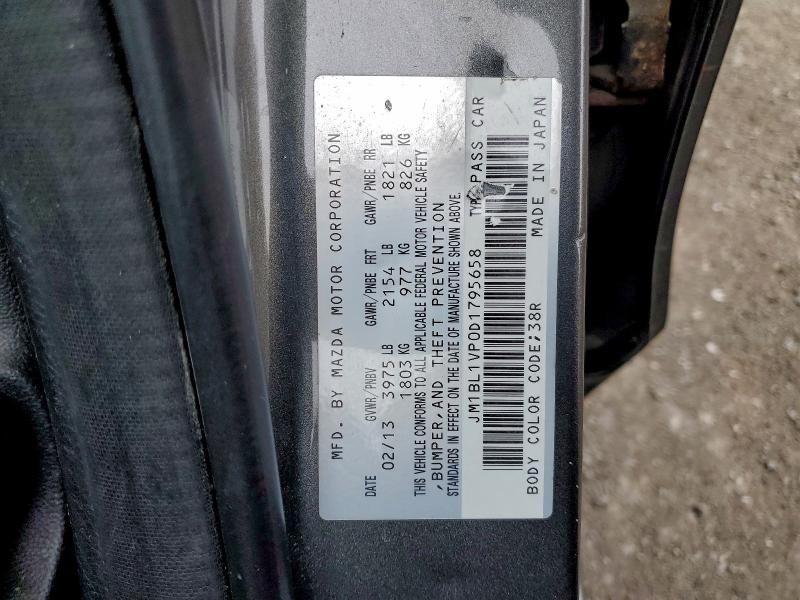 MFD. BY MAZDA MOTOR CORPORATION
DATE GVWR/PNBV GAWR/PNBE FRT GAWR/PNBE RR
02/13 3975 LB 2154 LB 1821 LB
1803 KG 977 KG 826 KG
THIS VEHICLE CONFORMS TO ALL APPLICABLE FEDERAL MOTOR VEHICLE SAFETY
,BUMPER,AND THEFT PREVENTION
STANDARDS IN EFFECT ON THE DATE OF MANUFACTURE SHOWN ABOVE.
JM1BL1VP0D1795658 PASS CAR
BODY COLOR CODE;38R MADE IN JAPAN